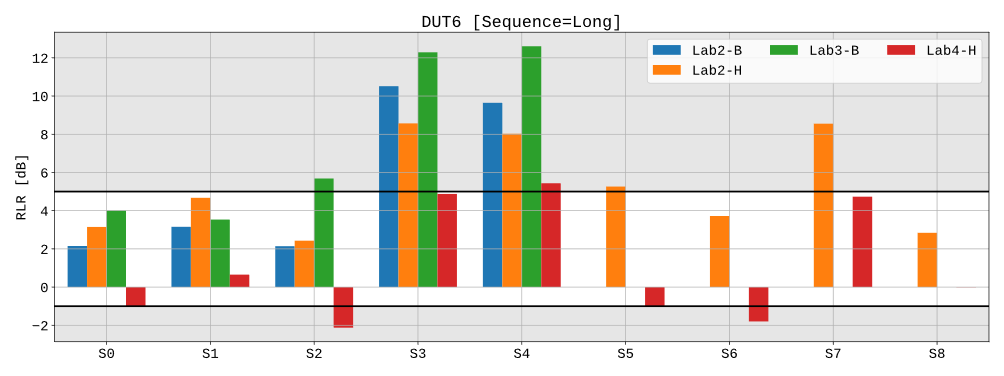 DUT6 [Sequence=Long]
Lab2-B Lab3-B Lab4-H
Lab2-H
RLR [dB]
12
10
8
6
4
2
0
−2
S0 S1 S2 S3 S4 S5 S6 S7 S8